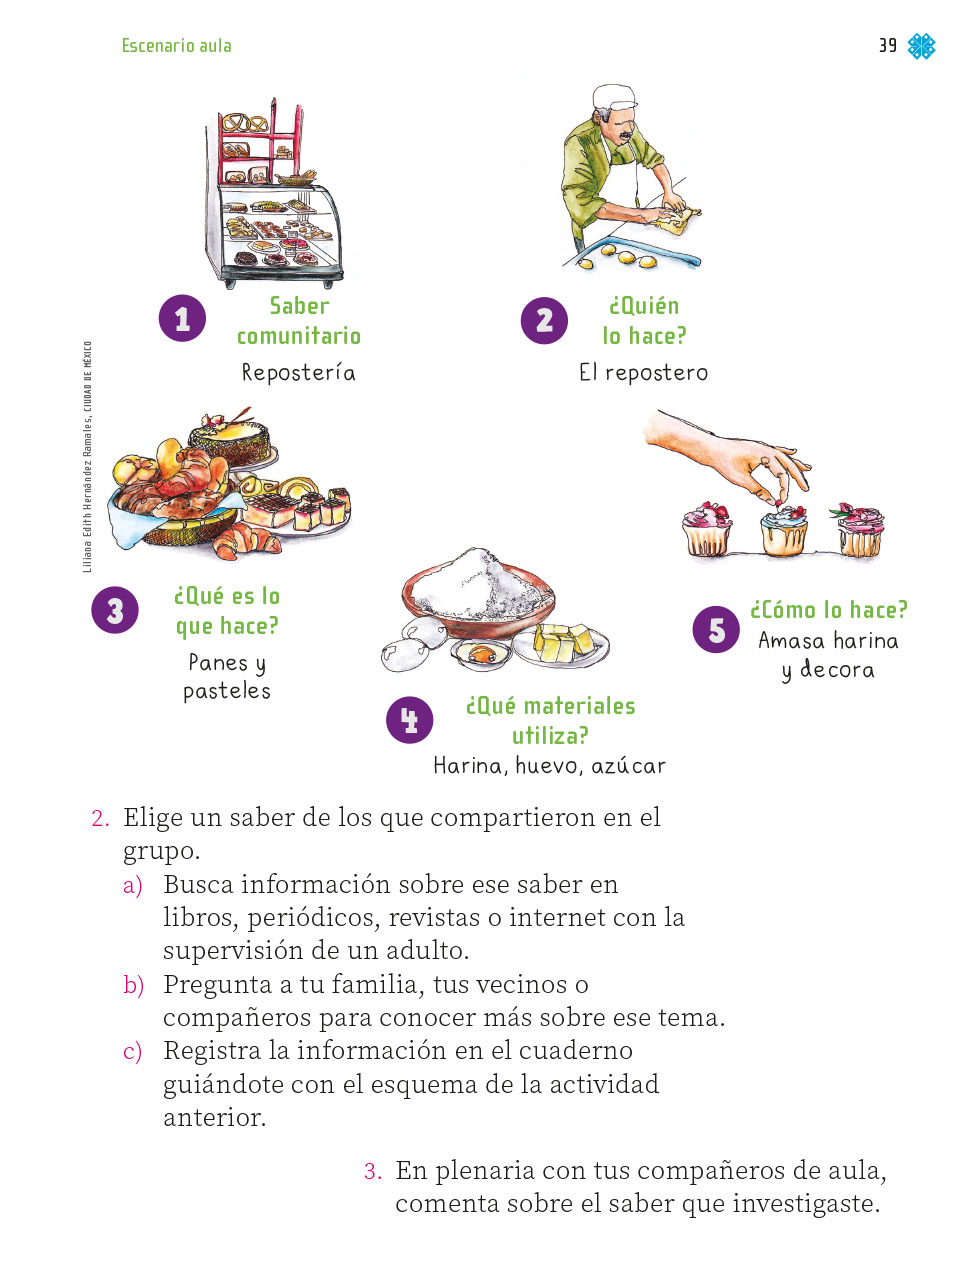 Escenario aula
39
1
Saber
comunitario
Repostería
2
¿Quién
lo hace?
El repostero
Liliana Edith Hernández Ramales, CIUDAD DE MÉXICO
3
¿Qué es lo
que hace?
Panes y
pasteles
4
¿Qué materiales
utiliza?
Harina, huevo, azúcar
5
¿Cómo lo hace?
Amasa harina
y decora
2. Elige un saber de los que compartieron en el
grupo.
a) Busca información sobre ese saber en
libros, periódicos, revistas o internet con la
supervisión de un adulto.
b) Pregunta a tu familia, tus vecinos o
compañeros para conocer más sobre ese tema.
c) Registra la información en el cuaderno
guiándote con el esquema de la actividad
anterior.
3. En plenaria con tus compañeros de aula,
comenta sobre el saber que investigaste.